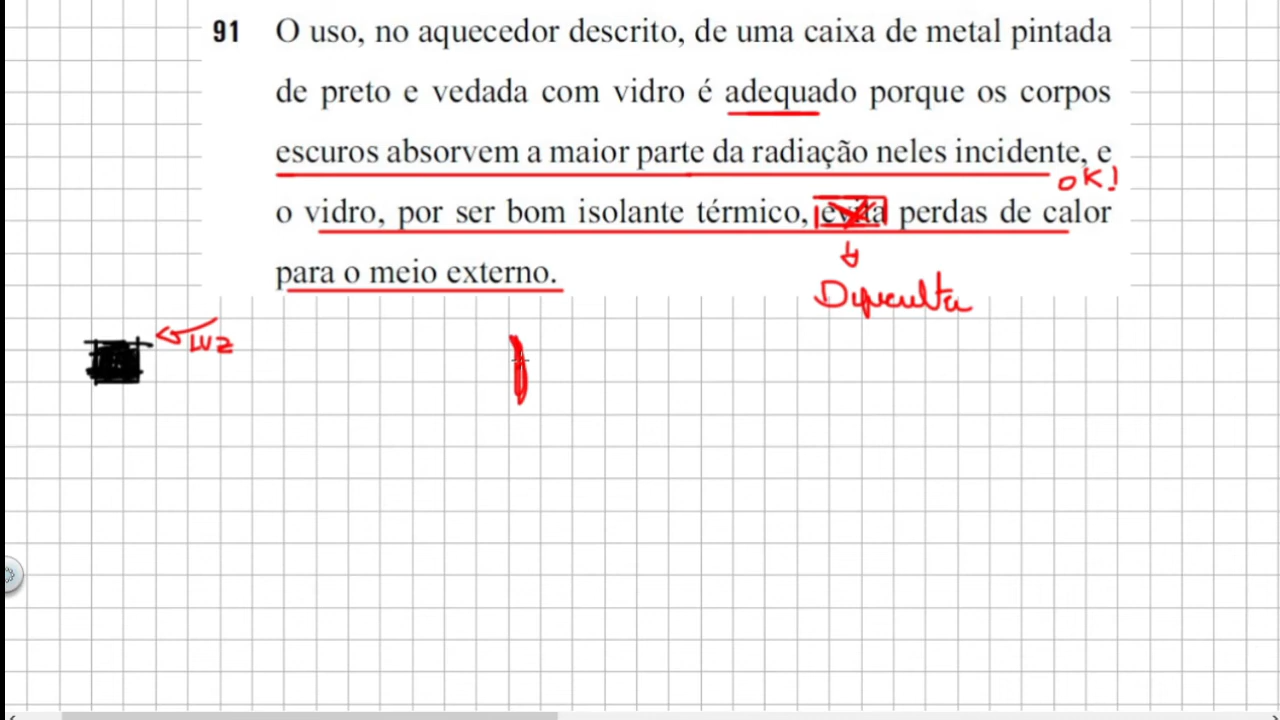 91 O uso, no aquecedor descrito, de uma caixa de metal pintada
de preto e vedada com vidro é adequado porque os corpos
escuros absorvem a maior parte da radiação neles incidente, e
OK!
o vidro, por ser bom isolante térmico, evita perdas de calor
para o meio externo.
Dificulta
LUZ